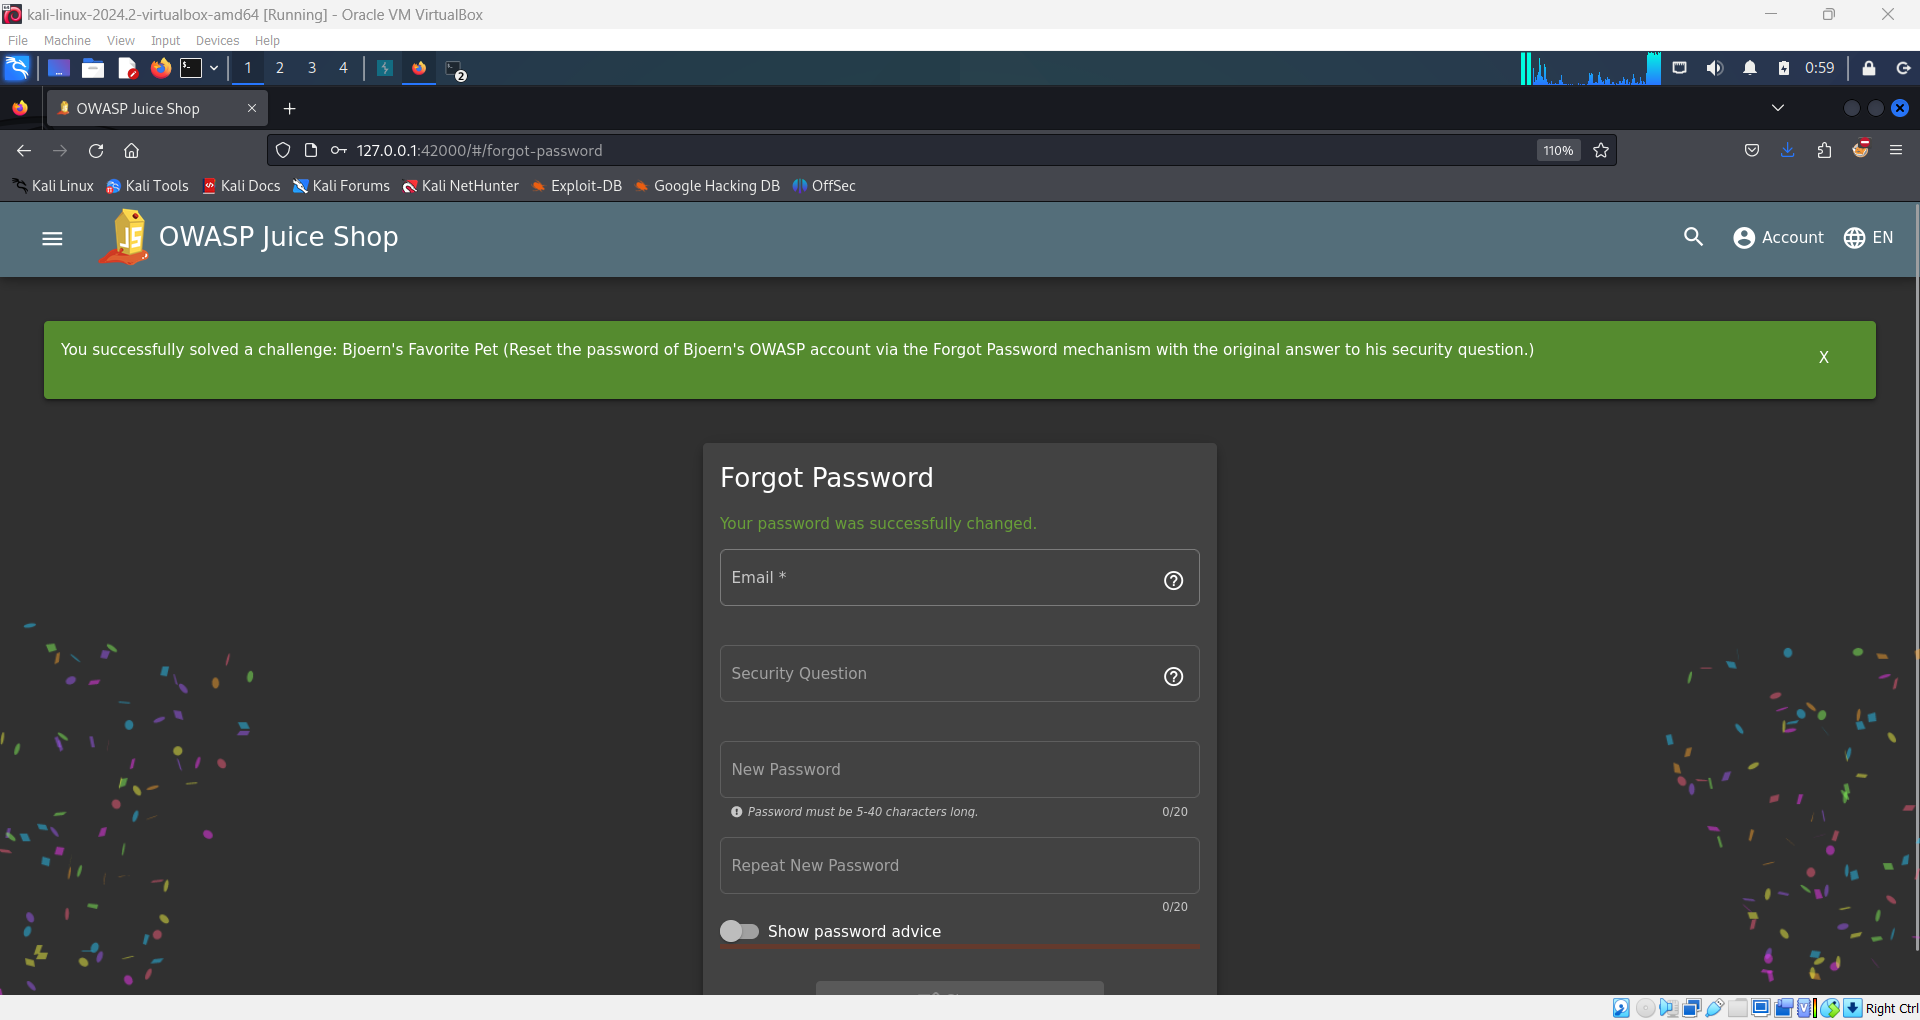 kali-linux-2024.2-virtualbox-amd64 [Running] - Oracle VM VirtualBox
File Machine View Input Devices Help
1 2 3 4 2 0:59
OWASP Juice Shop
127.0.0.1:42000/#/forgot-password 110%
Kali Linux Kali Tools Kali Docs Kali Forums Kali NetHunter Exploit-DB Google Hacking DB OffSec
JS OWASP Juice Shop Account EN
You successfully solved a challenge: Bjoern's Favorite Pet (Reset the password of Bjoern's OWASP account via the Forgot Password mechanism with the original answer to his security question.) X
Forgot Password
Your password was successfully changed.
Email *
Security Question
New Password
Password must be 5-40 characters long. 0/20
Repeat New Password
0/20
Show password advice
Right Ctrl